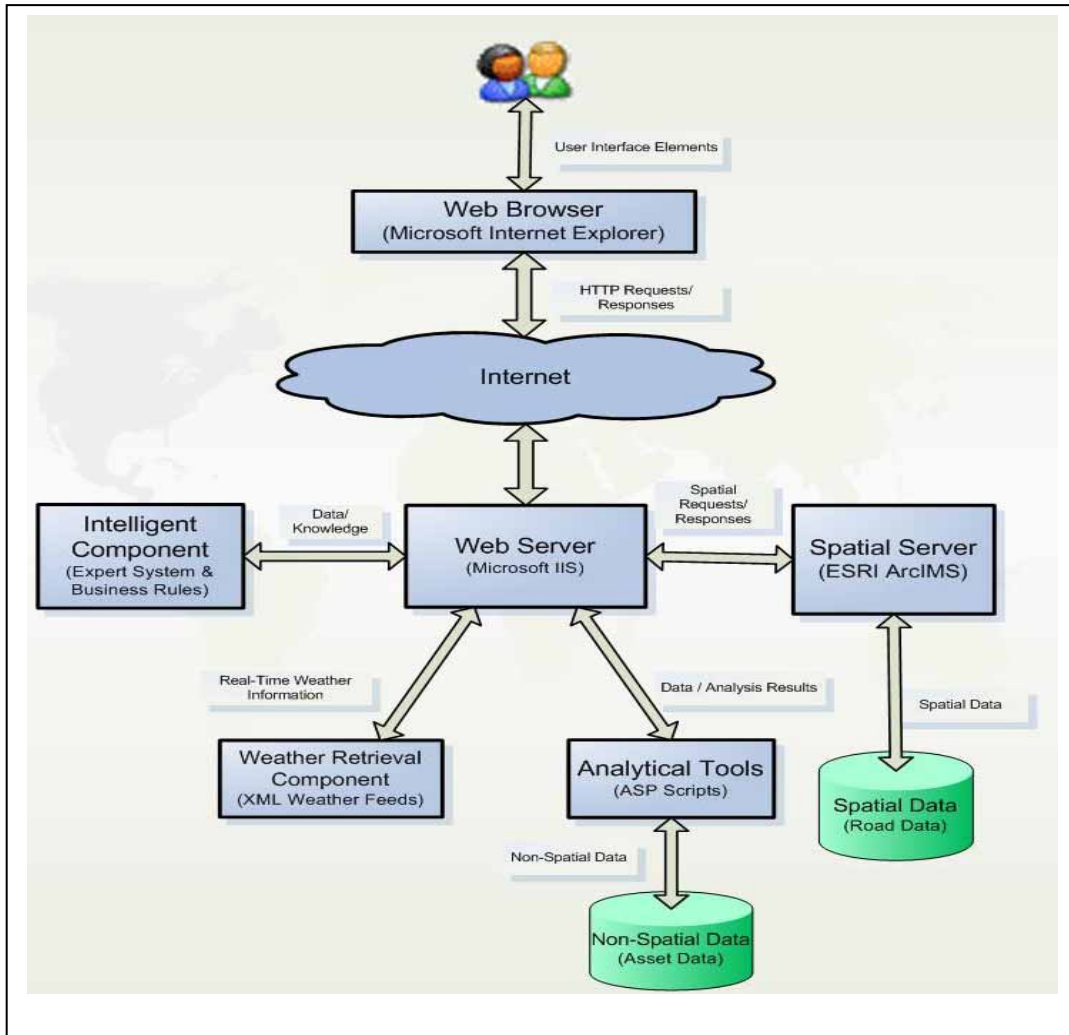 User Interface Elements
Web Browser
(Microsoft Internet Explorer)
HTTP Requests/
Responses
Internet
Intelligent
Component
(Expert System &
Business Rules)
Data/
Knowledge
Web Server
(Microsoft IIS)
Spatial
Requests/
Responses
Spatial Server
(ESRI ArcIMS)
Real-Time Weather
Information
Data / Analysis Results
Spatial Data
Weather Retrieval
Component
(XML Weather Feeds)
Analytical Tools
(ASP Scripts)
Spatial Data
(Road Data)
Non-Spatial Data
Non-Spatial Data
(Asset Data)